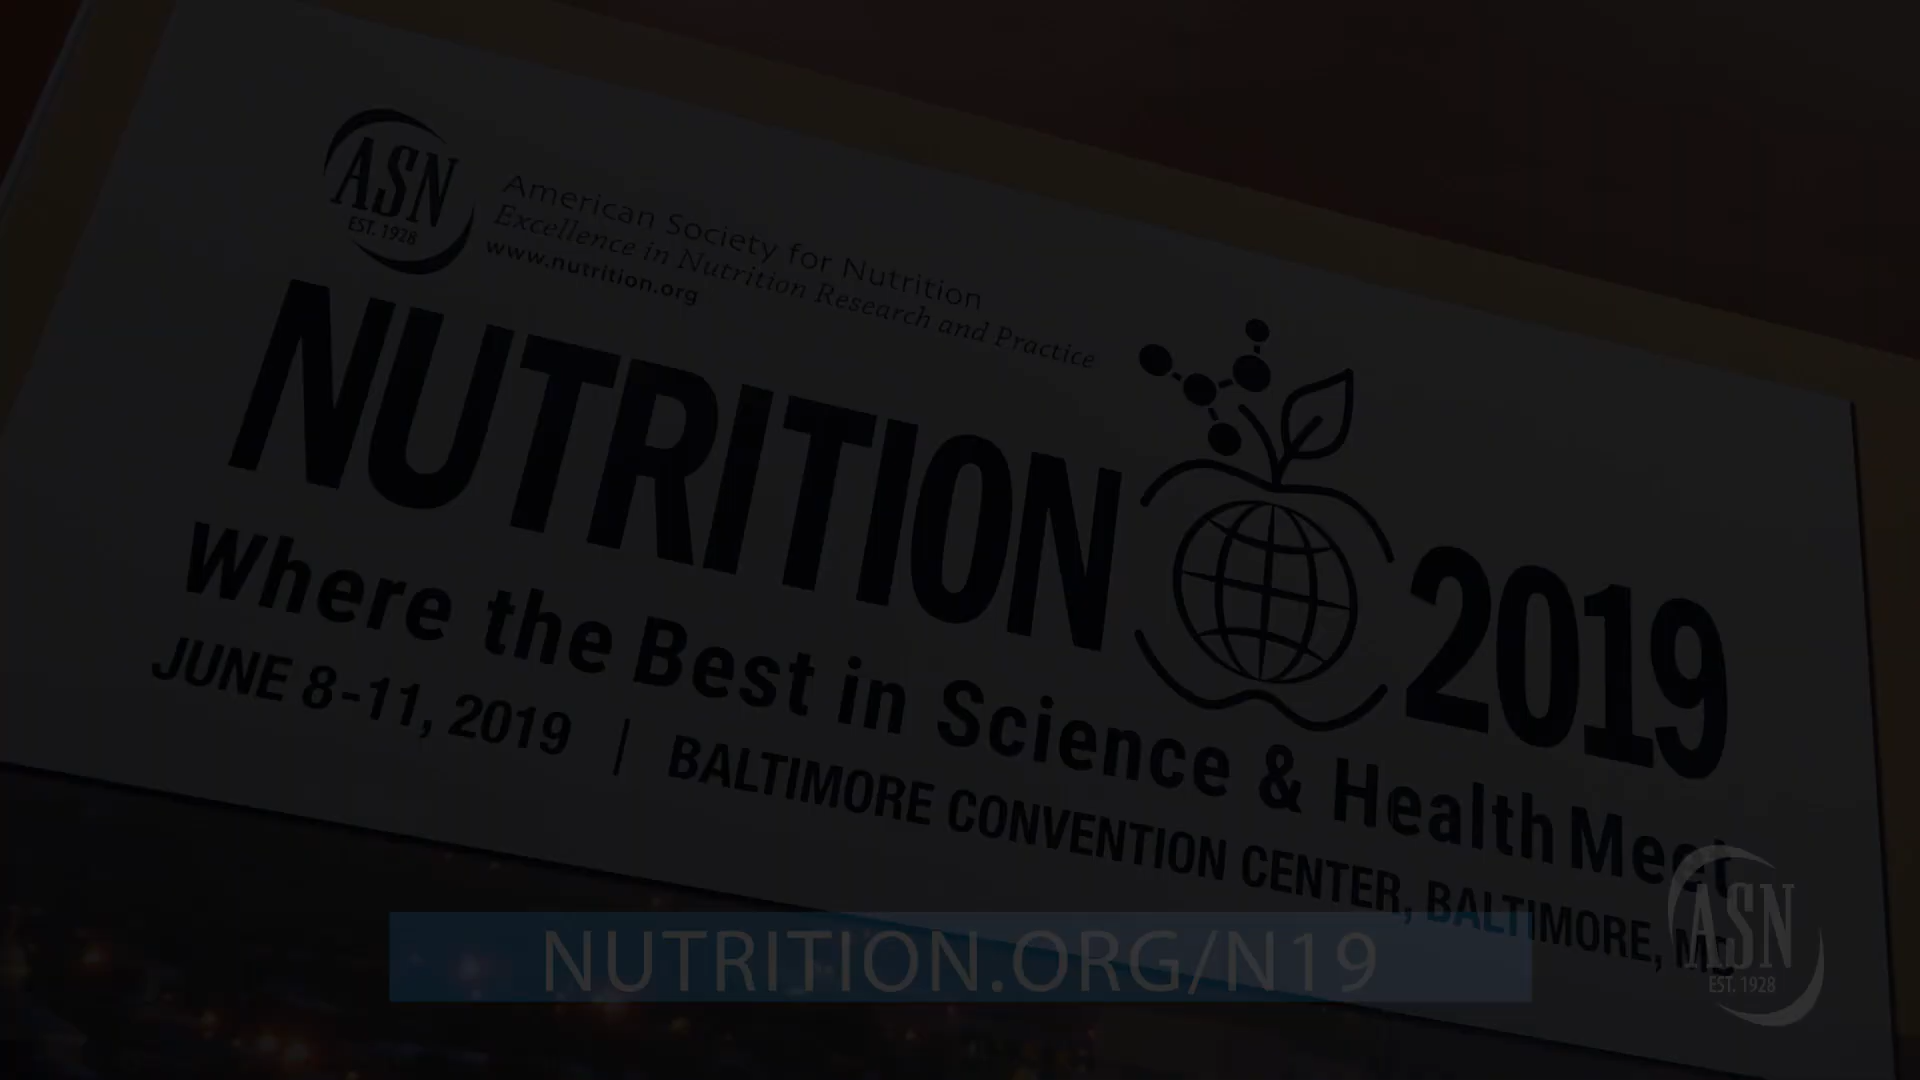 ASN
EST. 1928
American Society for Nutrition
Excellence in Nutrition Research and Practice
www.nutrition.org
NUTRITION 2019
Where the Best in Science & Health Meet
JUNE 8-11, 2019 | BALTIMORE CONVENTION CENTER, BALTIMORE, MD
NUTRITION.ORG/N19
ASN
EST. 1928